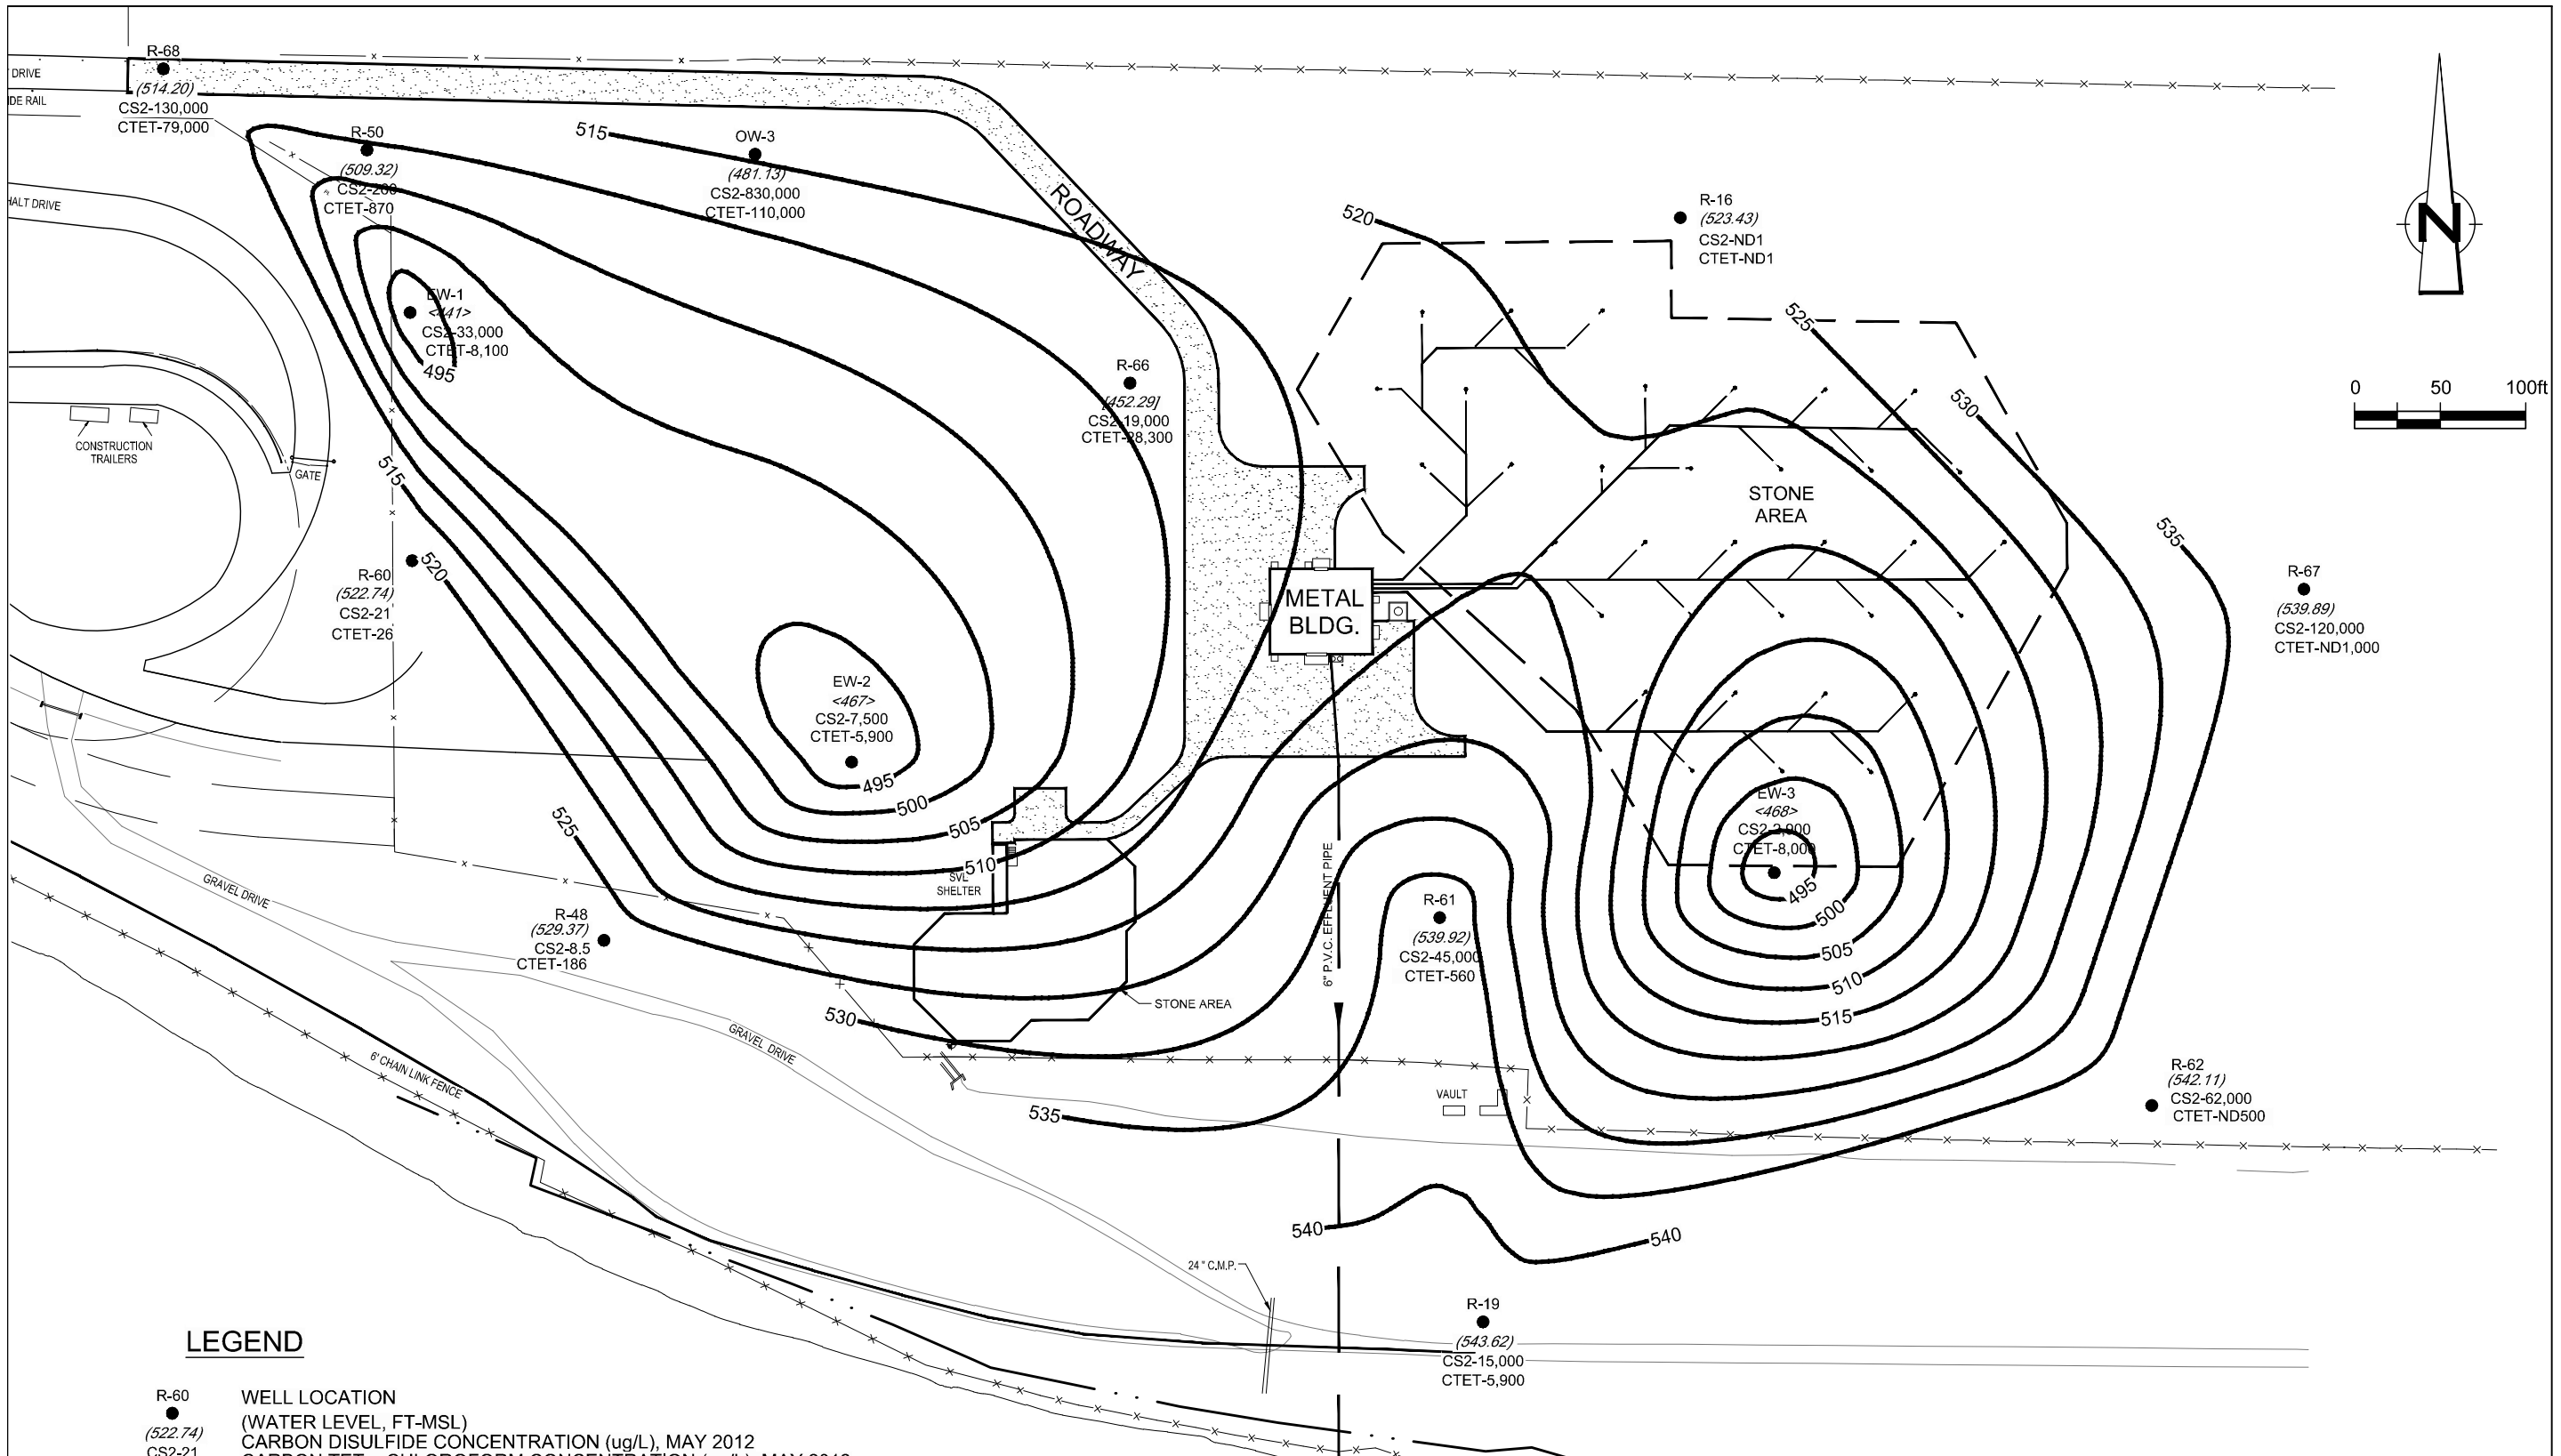 R-68
(514.20)
CS2-130,000
CTET-79,000
DRIVE
IDE RAIL
HALT DRIVE
R-50
(509.32)
CS2-260
CTET-870
515
OW-3
(481.13)
CS2-830,000
CTET-110,000
ROADWAY
520
R-16
(523.43)
CS2-ND1
CTET-ND1
N
0 50 100ft
525
530
535
EW-1
<441>
CS2-33,000
CTET-8,100
495
R-66
[452.29]
CS2-19,000
CTET-28,300
CONSTRUCTION
TRAILERS
GATE
515
520
STONE
AREA
R-60
(522.74)
CS2-21
CTET-26
METAL
BLDG.
R-67
(539.89)
CS2-120,000
CTET-ND1,000
EW-2
<467>
CS2-7,500
CTET-5,900
495
500
505
510
525
EW-3
<468>
CS2-2,900
CTET-8,000
495
500
505
510
515
SVL
SHELTER
GRAVEL DRIVE
R-48
(529.37)
CS2-8.5
CTET-186
6" P.V.C. EFFLUENT PIPE
R-61
(539.92)
CS2-45,000
CTET-560
STONE AREA
530
GRAVEL DRIVE
6' CHAIN LINK FENCE
535
VAULT
R-62
(542.11)
CS2-62,000
CTET-ND500
540
540
24 " C.M.P.
R-19
(543.62)
CS2-15,000
CTET-5,900
LEGEND
R-60 WELL LOCATION
(522.74) (WATER LEVEL, FT-MSL)
CS2-21 CARBON DISULFIDE CONCENTRATION (ug/L), MAY 2012